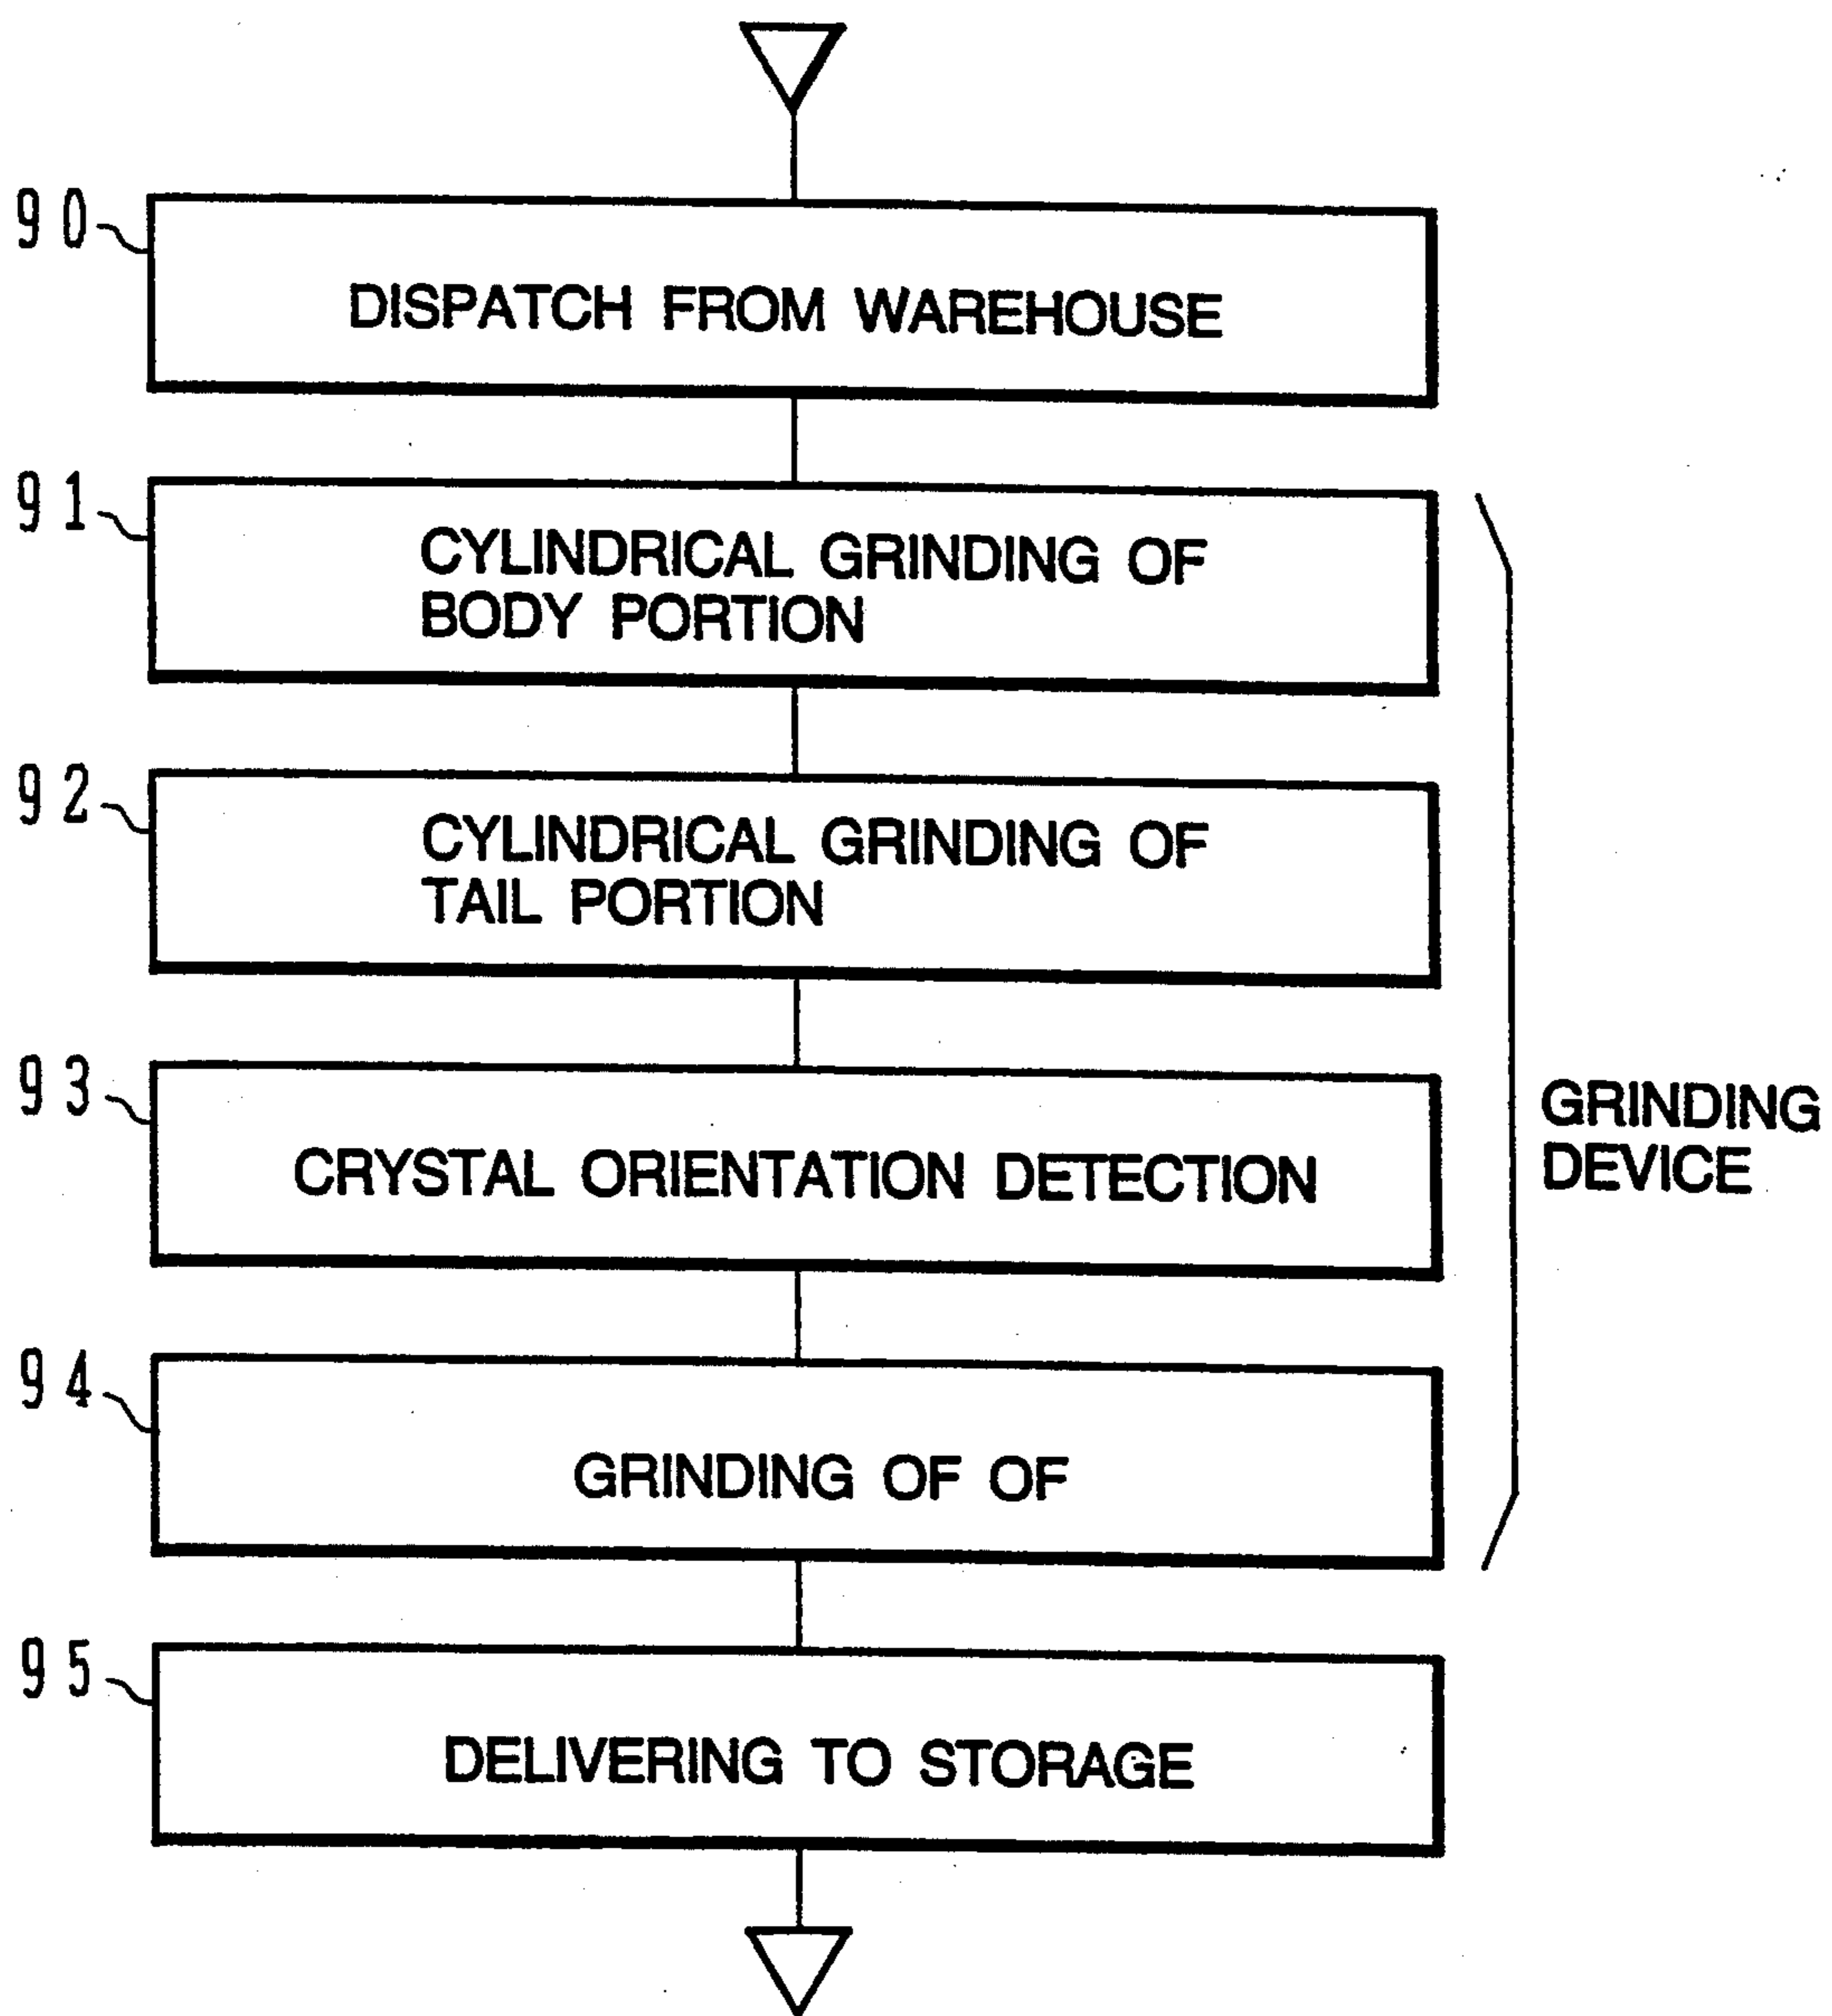 90
DISPATCH FROM WAREHOUSE
91
CYLINDRICAL GRINDING OF
BODY PORTION
92
CYLINDRICAL GRINDING OF
TAIL PORTION
93
CRYSTAL ORIENTATION DETECTION
GRINDING
DEVICE
94
GRINDING OF OF
95
DELIVERING TO STORAGE